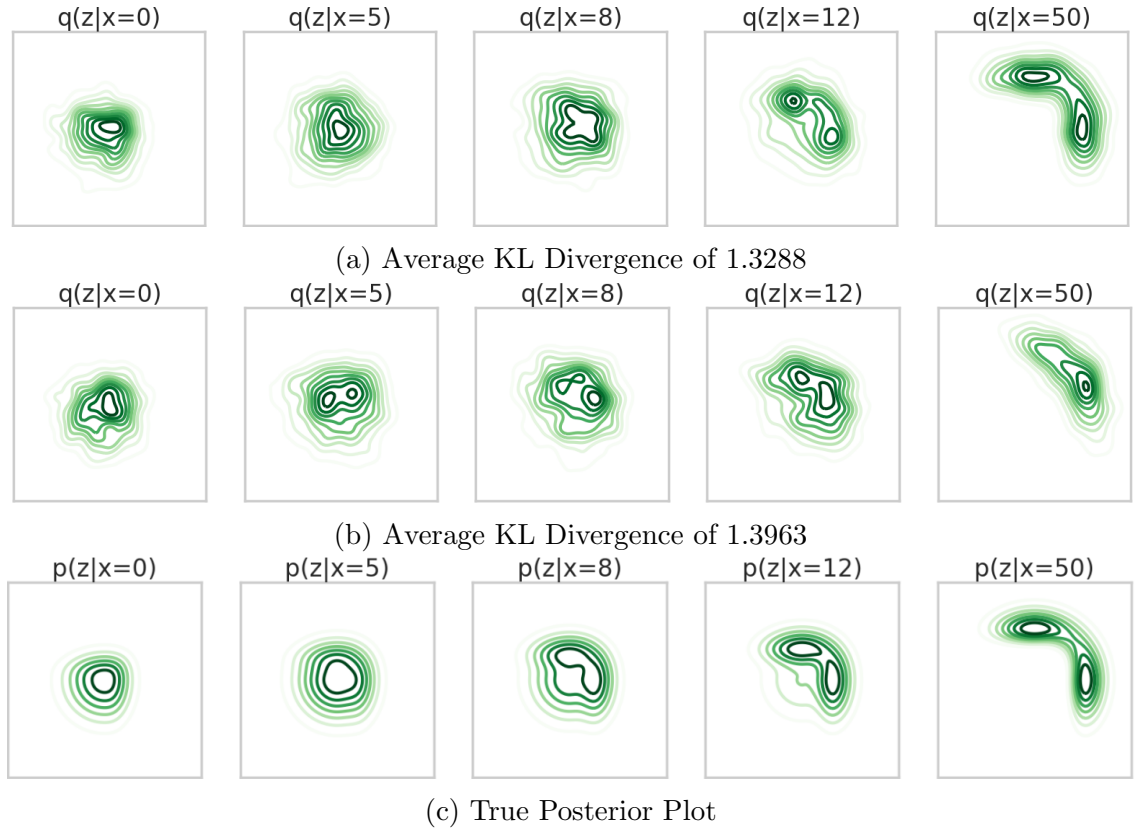 q(z|x=0) q(z|x=5) q(z|x=8) q(z|x=12) q(z|x=50)
(a) Average KL Divergence of 1.3288
q(z|x=0) q(z|x=5) q(z|x=8) q(z|x=12) q(z|x=50)
(b) Average KL Divergence of 1.3963
p(z|x=0) p(z|x=5) p(z|x=8) p(z|x=12) p(z|x=50)
(c) True Posterior Plot